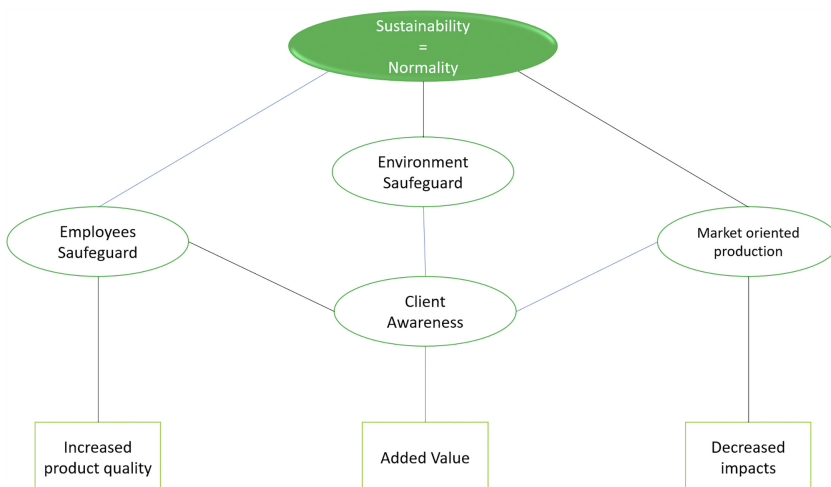 Sustainability
=
Normality
Environment
Saufeguard
Employees
Saufeguard
Market oriented
production
Client
Awareness
Increased
product quality
Added Value
Decreased
impacts